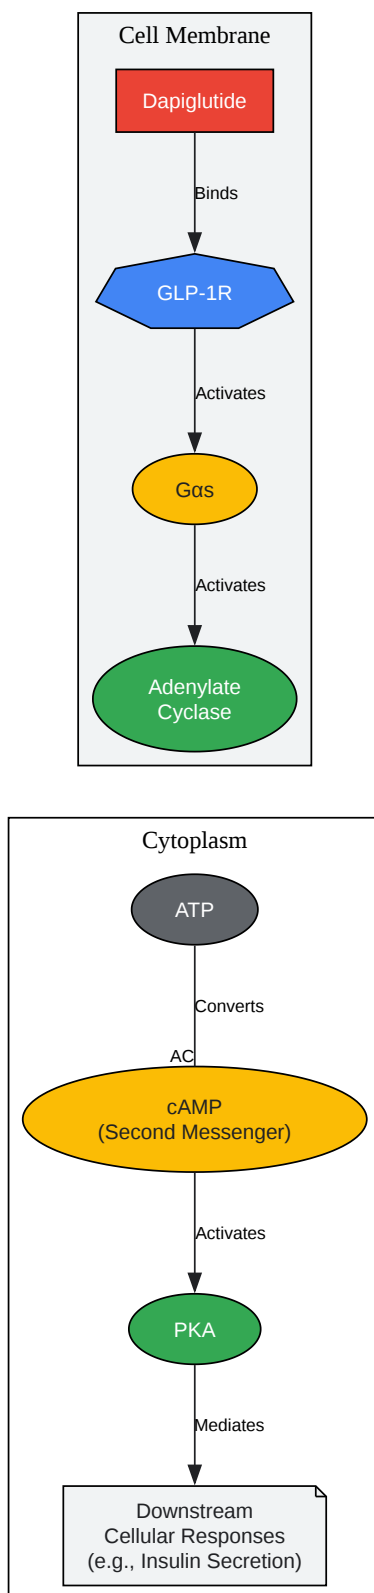 Cell Membrane
Dapiglutide
Binds
GLP-1R
Activates
Gαs
Activates
Adenylate
Cyclase
Cytoplasm
ATP
Converts
AC
cAMP
(Second Messenger)
Activates
PKA
Mediates
Downstream
Cellular Responses
(e.g., Insulin Secretion)